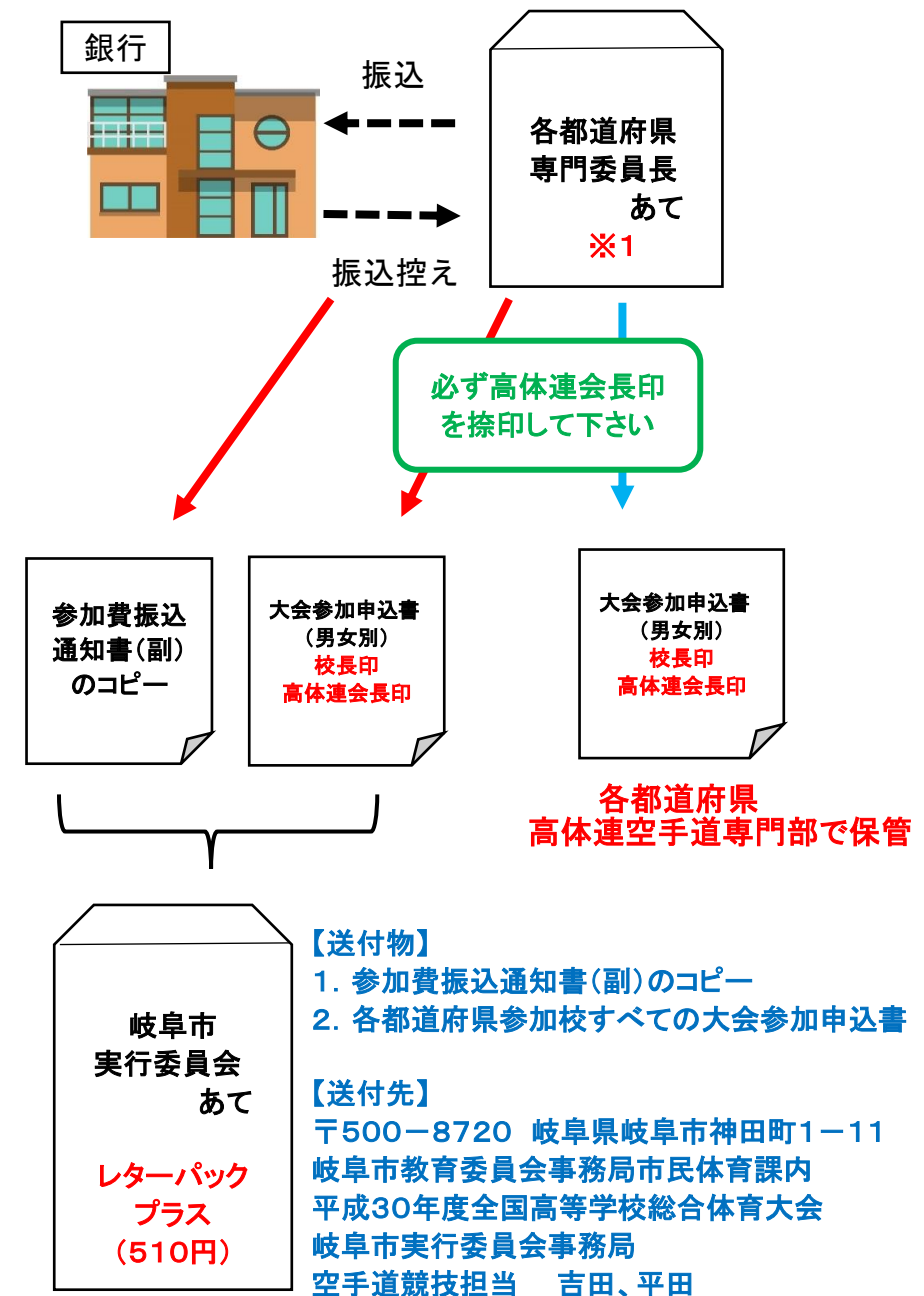 銀行
振込
各都道府県
専門委員長
あて
※1
振込控え
必ず高体連会長印
を捺印して下さい
参加費振込
通知書(副)
のコピー
大会参加申込書
(男女別)
校長印
高体連会長印
大会参加申込書
(男女別)
校長印
高体連会長印
各都道府県
高体連空手道専門部で保管
岐阜市
実行委員会
あて
レターパック
プラス
(510円)
【送付物】
1．参加費振込通知書(副)のコピー
2．各都道府県参加校すべての大会参加申込書
【送付先】
〒500－8720　岐阜県岐阜市神田町1－11
岐阜市教育委員会事務局市民体育課内
平成30年度全国高等学校総合体育大会
岐阜市実行委員会事務局
空手道競技担当　　吉田、平田